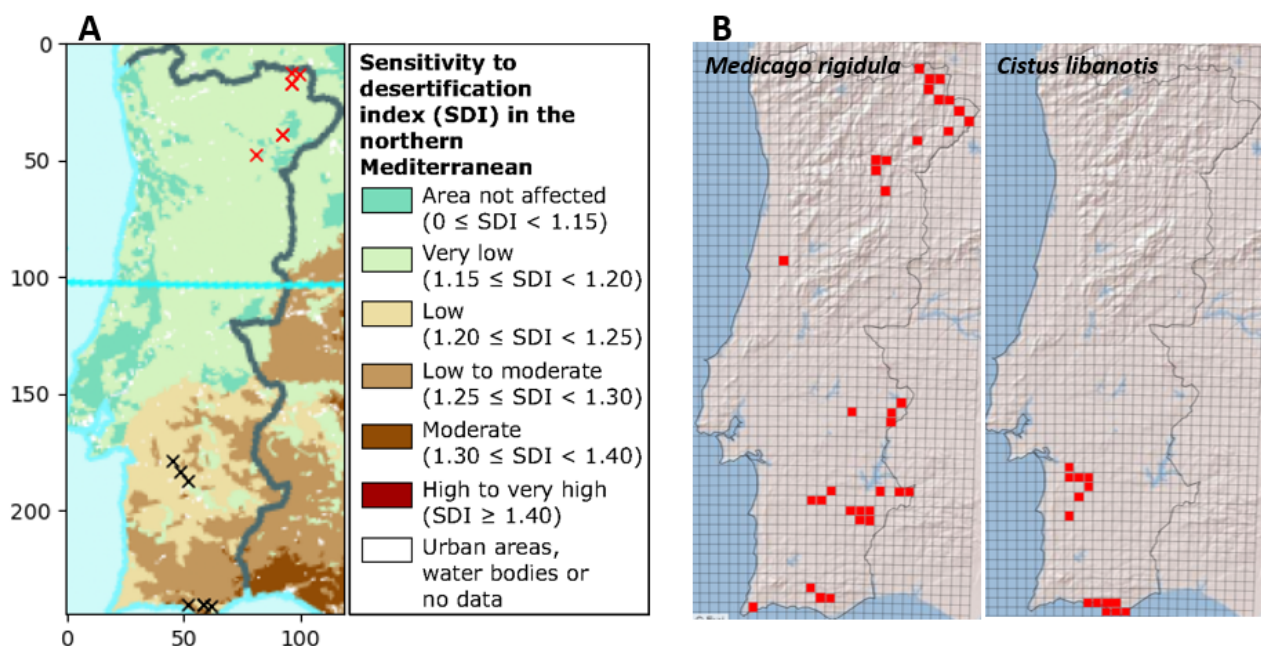 A
B
0
50
100
150
200
0
50
100
Sensitivity to
desertification
index (SDI) in the
northern
Mediterranean
Area not affected
(0 ≤ SDI < 1.15)
Very low
(1.15 ≤ SDI < 1.20)
Low
(1.20 ≤ SDI < 1.25)
Low to moderate
(1.25 ≤ SDI < 1.30)
Moderate
(1.30 ≤ SDI < 1.40)
High to very high
(SDI ≥ 1.40)
Urban areas,
water bodies or
no data
Medicago rigidula
Cistus libanotis